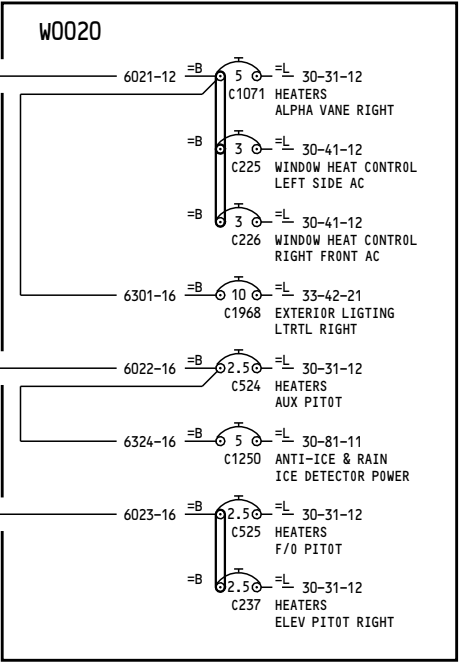 W0020
6021-12 =B 5 =L 30-31-12
C1071 HEATERS
ALPHA VANE RIGHT
=B 3 =L 30-41-12
C225 WINDOW HEAT CONTROL
LEFT SIDE AC
=B 3 =L 30-41-12
C226 WINDOW HEAT CONTROL
RIGHT FRONT AC
6301-16 =B 10 =L 33-42-21
C1968 EXTERIOR LIGTING
LTRTL RIGHT
6022-16 =B 2.5 =L 30-31-12
C524 HEATERS
AUX PITOT
6324-16 =B 5 =L 30-81-11
C1250 ANTI-ICE & RAIN
ICE DETECTOR POWER
6023-16 =B 2.5 =L 30-31-12
C525 HEATERS
F/O PITOT
=B 2.5 =L 30-31-12
C237 HEATERS
ELEV PITOT RIGHT